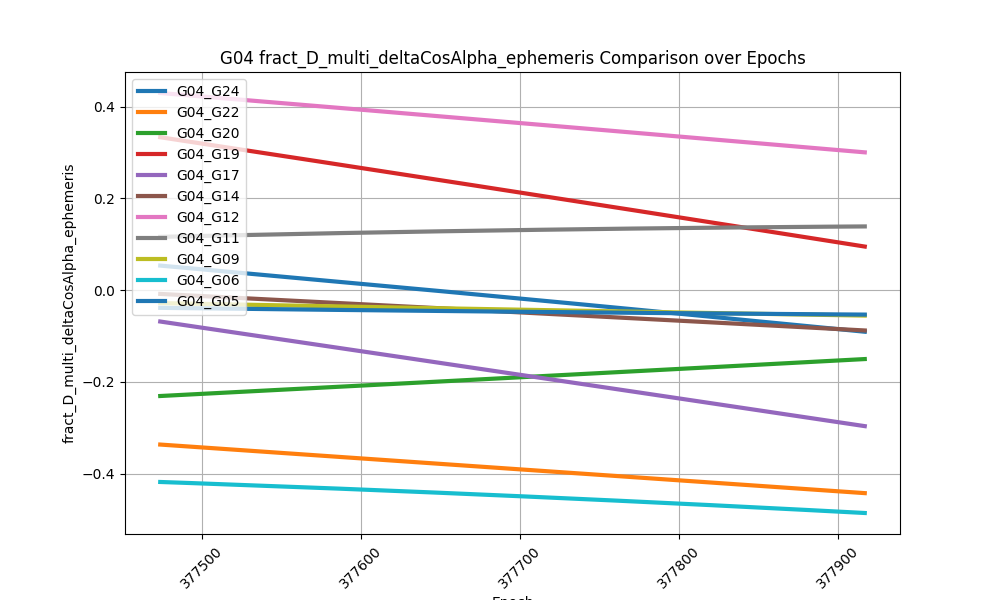 G04 fract_D_multi_deltaCosAlpha_ephemeris Comparison over Epochs
fract_D_multi_deltaCosAlpha_ephemeris
0.4
0.2
0.0
−0.2
−0.4
G04_G24
G04_G22
G04_G20
G04_G19
G04_G17
G04_G14
G04_G12
G04_G11
G04_G09
G04_G06
G04_G05
377500
377600
377700
377800
377900
Epoch